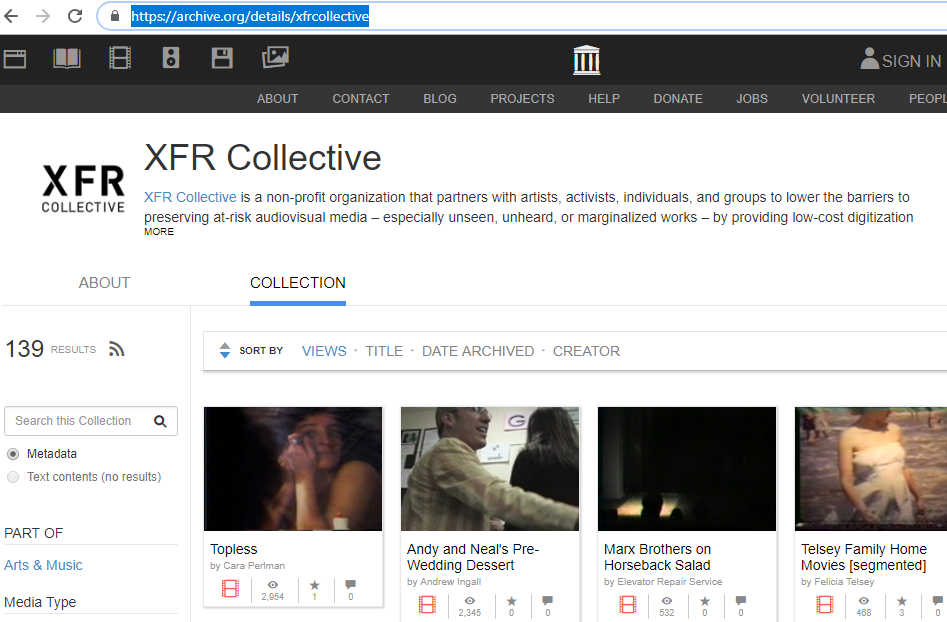 https://archive.org/details/xfrcollective
SIGN IN
ABOUT CONTACT BLOG PROJECTS HELP DONATE JOBS VOLUNTEER PEOPL
XFR
COLLECTIVE
XFR Collective
XFR Collective is a non-profit organization that partners with artists, activists, individuals, and groups to lower the barriers to
preserving at-risk audiovisual media – especially unseen, unheard, or marginalized works – by providing low-cost digitization
MORE
ABOUT COLLECTION
139 RESULTS
SORT BY VIEWS · TITLE · DATE ARCHIVED · CREATOR
Search this Collection
Metadata
Text contents (no results)
PART OF
Arts & Music
Media Type
Topless
by Cara Perlman
2,954 1 0
Andy and Neal's Pre-
Wedding Dessert
by Andrew Ingall
2,345 0 0
Marx Brothers on
Horseback Salad
by Elevator Repair Service
532 0 0
Telsey Family Home
Movies [segmented]
by Felicia Telsey
468 3 0